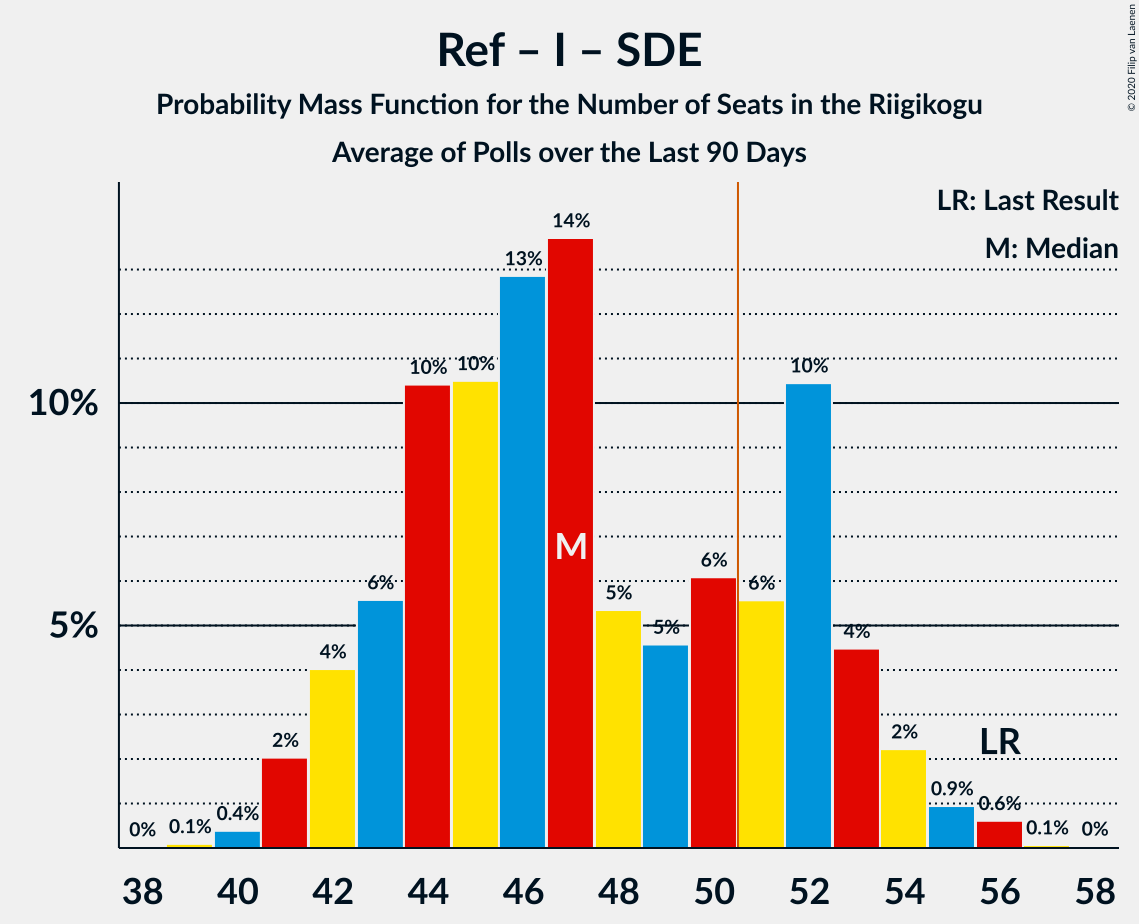 Ref – I – SDE
Probability Mass Function for the Number of Seats in the Riigikogu
Average of Polls over the Last 90 Days
© 2020 Filip van Laenen
LR: Last Result
M: Median
10%
5%
0%
0.1%
0.4%
2%
4%
6%
10%
10%
13%
14%
5%
5%
6%
6%
10%
4%
2%
0.9%
0.6%
0.1%
0%
M
LR
38 40 42 44 46 48 50 52 54 56 58